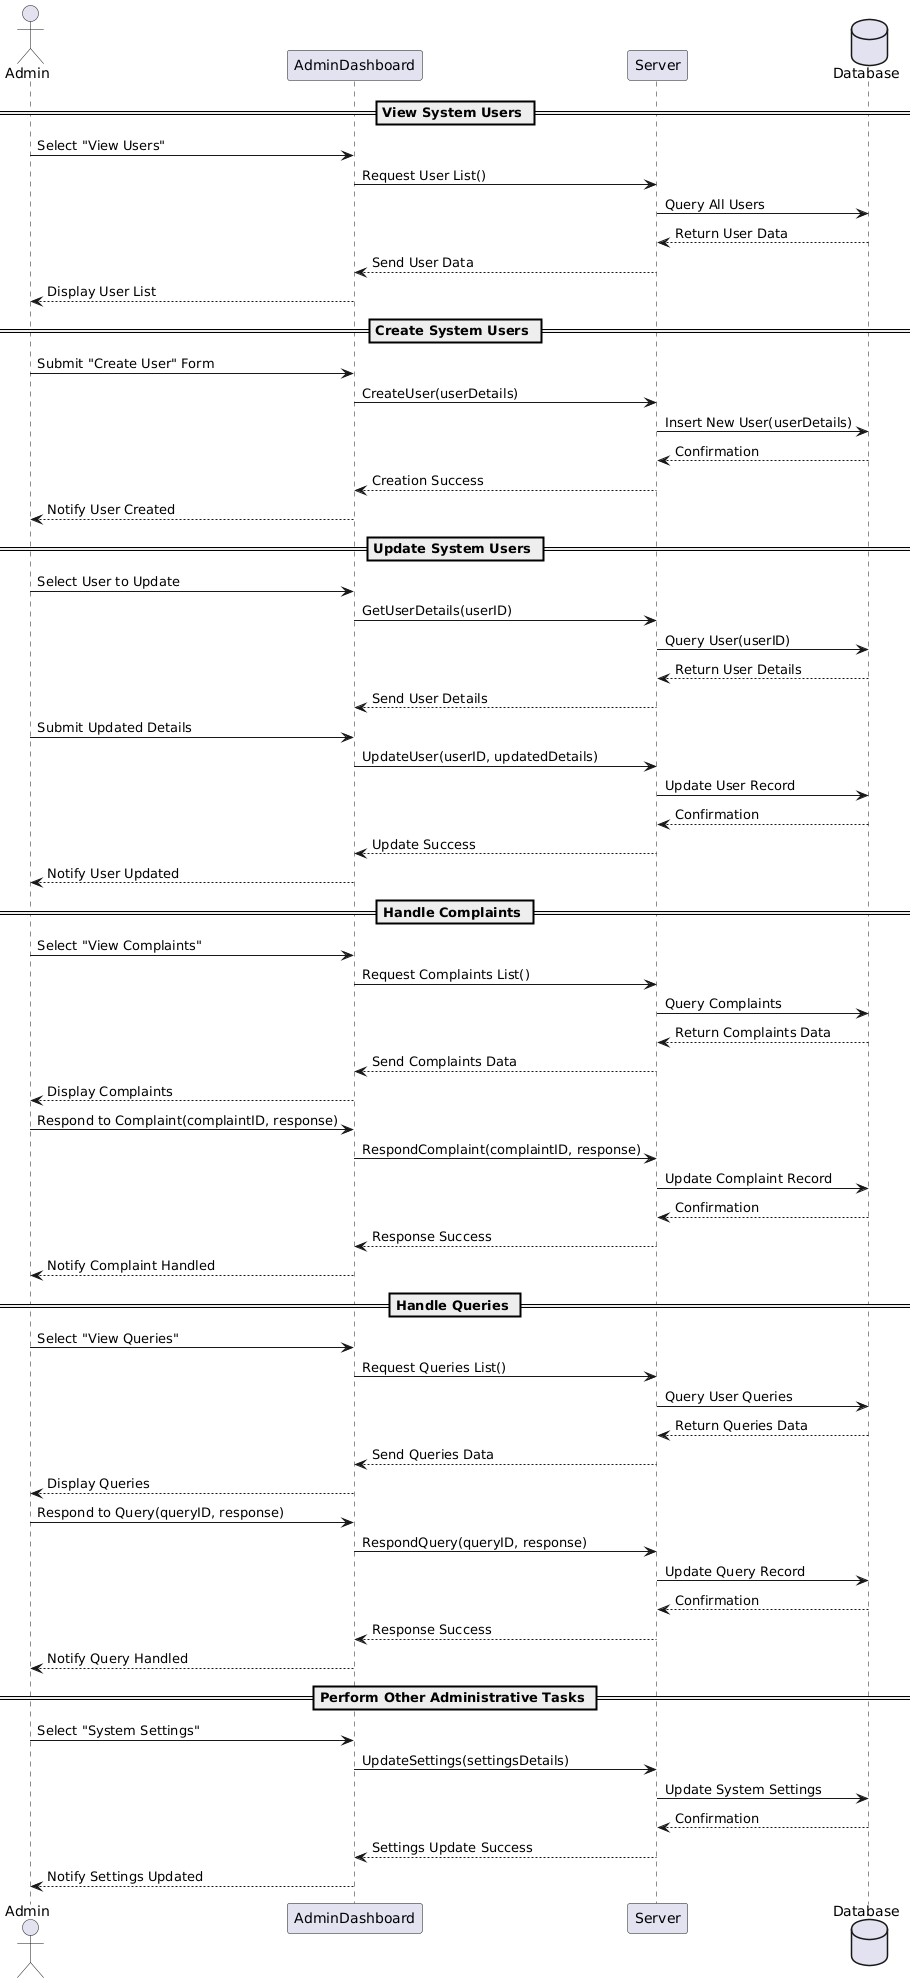 Admin
AdminDashboard
Server
Database
View System Users
Select "View Users"
Request User List()
Query All Users
Return User Data
Send User Data
Display User List
Create System Users
Submit "Create User" Form
CreateUser(userDetails)
Insert New User(userDetails)
Confirmation
Creation Success
Notify User Created
Update System Users
Select User to Update
GetUserDetails(userID)
Query User(userID)
Return User Details
Send User Details
Submit Updated Details
UpdateUser(userID, updatedDetails)
Update User Record
Confirmation
Update Success
Notify User Updated
Handle Complaints
Select "View Complaints"
Request Complaints List()
Query Complaints
Return Complaints Data
Send Complaints Data
Display Complaints
Respond to Complaint(complaintID, response)
RespondComplaint(complaintID, response)
Update Complaint Record
Confirmation
Response Success
Notify Complaint Handled
Handle Queries
Select "View Queries"
Request Queries List()
Query User Queries
Return Queries Data
Send Queries Data
Display Queries
Respond to Query(queryID, response)
RespondQuery(queryID, response)
Update Query Record
Confirmation
Response Success
Notify Query Handled
Perform Other Administrative Tasks
Select "System Settings"
UpdateSettings(settingsDetails)
Update System Settings
Confirmation
Settings Update Success
Notify Settings Updated
Admin
AdminDashboard
Server
Database